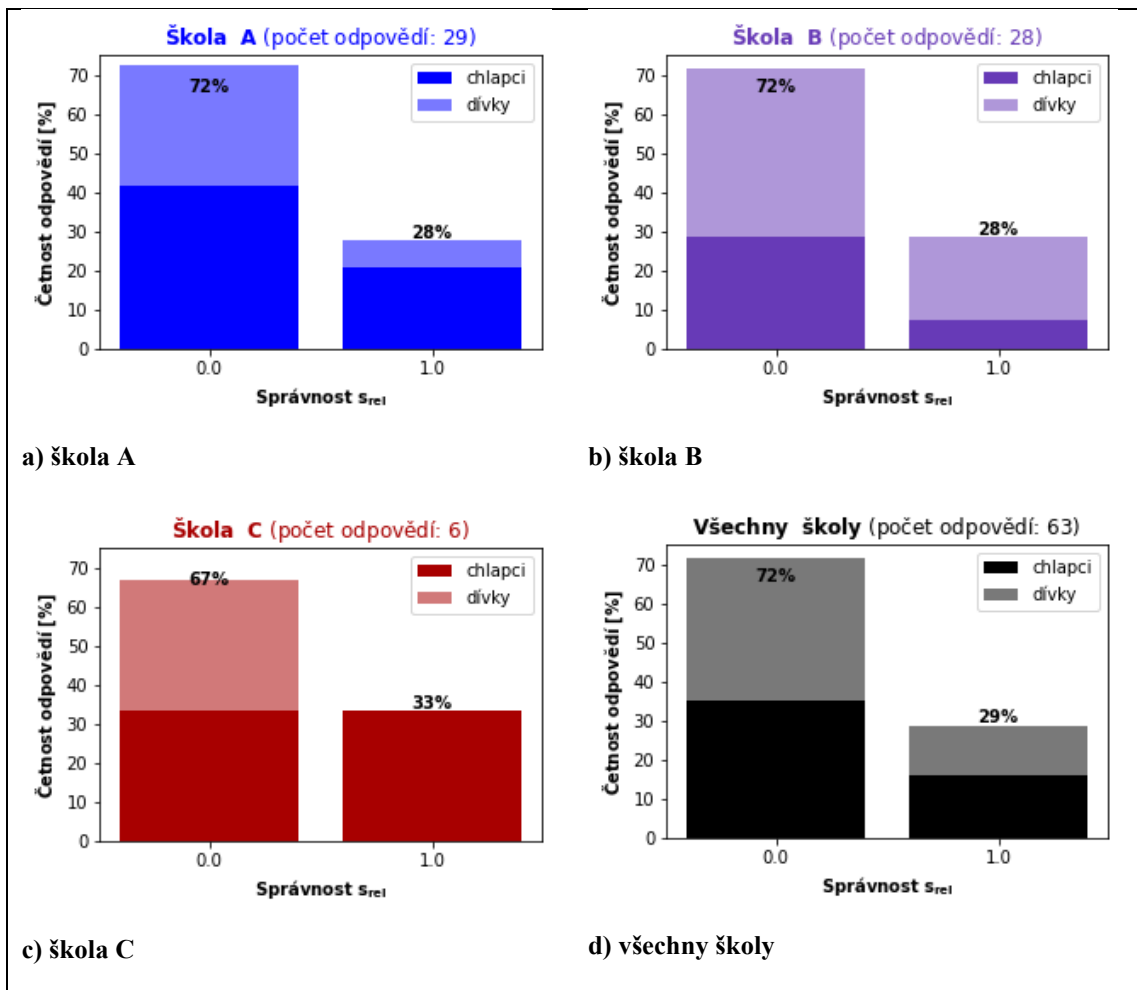 Škola A (počet odpovědí: 29)
Četnost odpovědí [%]
70
60
50
40
30
20
10
0
72%
28%
chlapci
dívky
0.0
1.0
Správnost s_rel
a) škola A
Škola B (počet odpovědí: 28)
Četnost odpovědí [%]
70
60
50
40
30
20
10
0
72%
28%
chlapci
dívky
0.0
1.0
Správnost s_rel
b) škola B
Škola C (počet odpovědí: 6)
Četnost odpovědí [%]
70
60
50
40
30
20
10
0
67%
33%
chlapci
dívky
0.0
1.0
Správnost s_rel
c) škola C
Všechny školy (počet odpovědí: 63)
Četnost odpovědí [%]
70
60
50
40
30
20
10
0
72%
29%
chlapci
dívky
0.0
1.0
Správnost s_rel
d) všechny školy